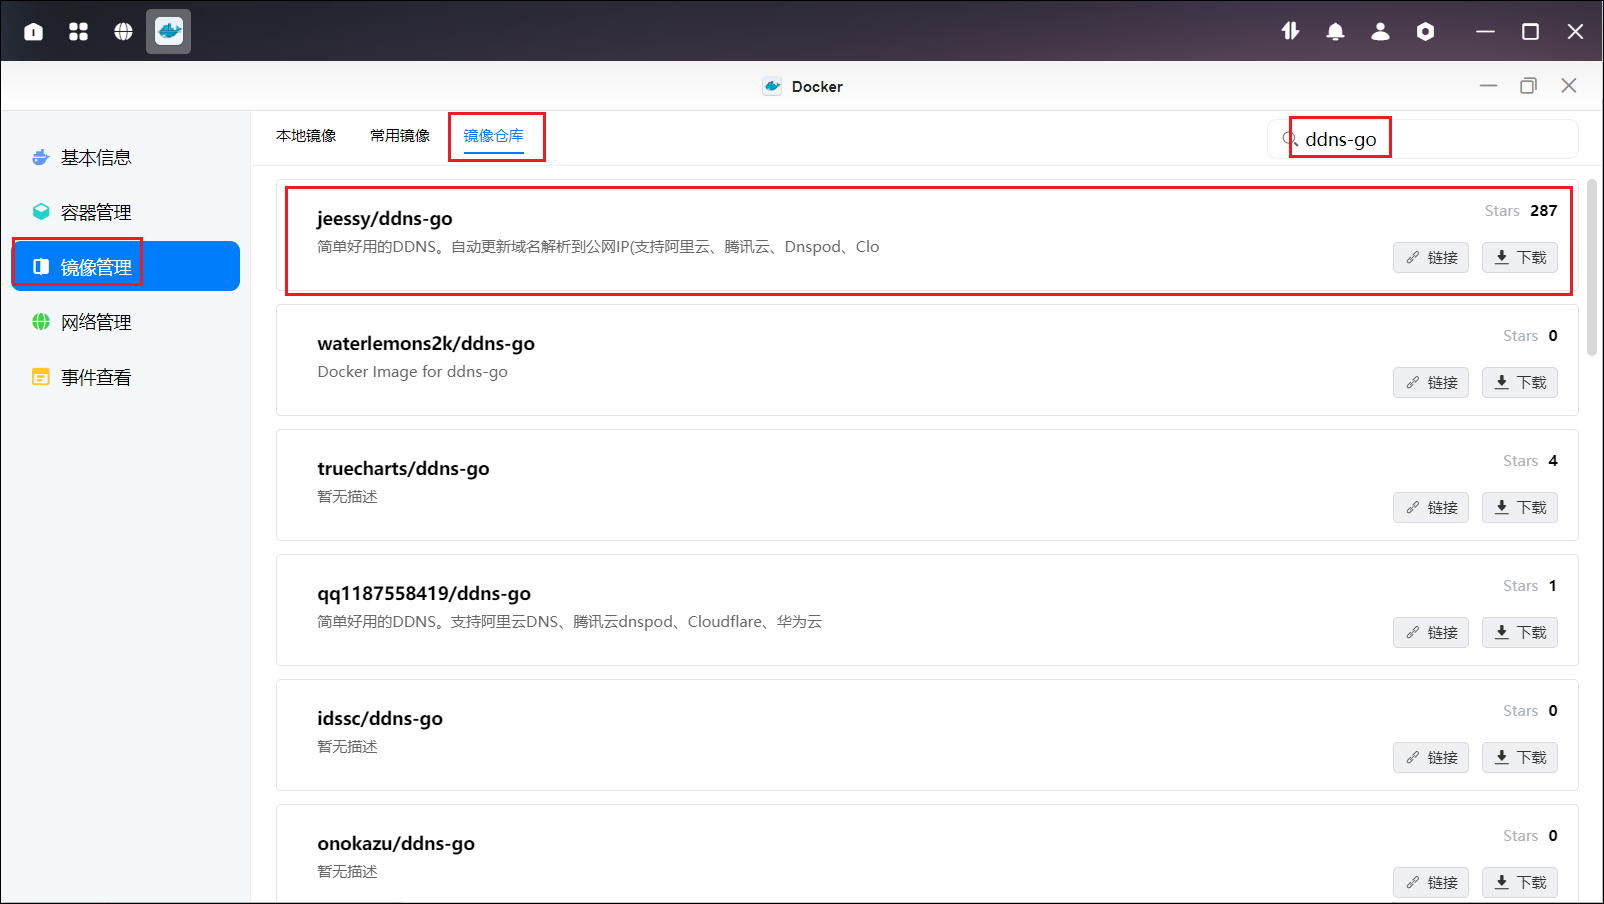 Docker
基本信息
容器管理
镜像管理
网络管理
事件查看
本地镜像
常用镜像
镜像仓库
ddns-go
jeessy/ddns-go
Stars 287
简单好用的DDNS。自动更新域名解析到公网IP(支持阿里云、腾讯云、Dnspod、Clo
链接
下载
waterlemons2k/ddns-go
Stars 0
Docker Image for ddns-go
链接
下载
truecharts/ddns-go
Stars 4
暂无描述
链接
下载
qq1187558419/ddns-go
Stars 1
简单好用的DDNS。支持阿里云DNS、腾讯云dnspod、Cloudflare、华为云
链接
下载
idssc/ddns-go
Stars 0
暂无描述
链接
下载
onokazu/ddns-go
Stars 0
暂无描述
链接
下载